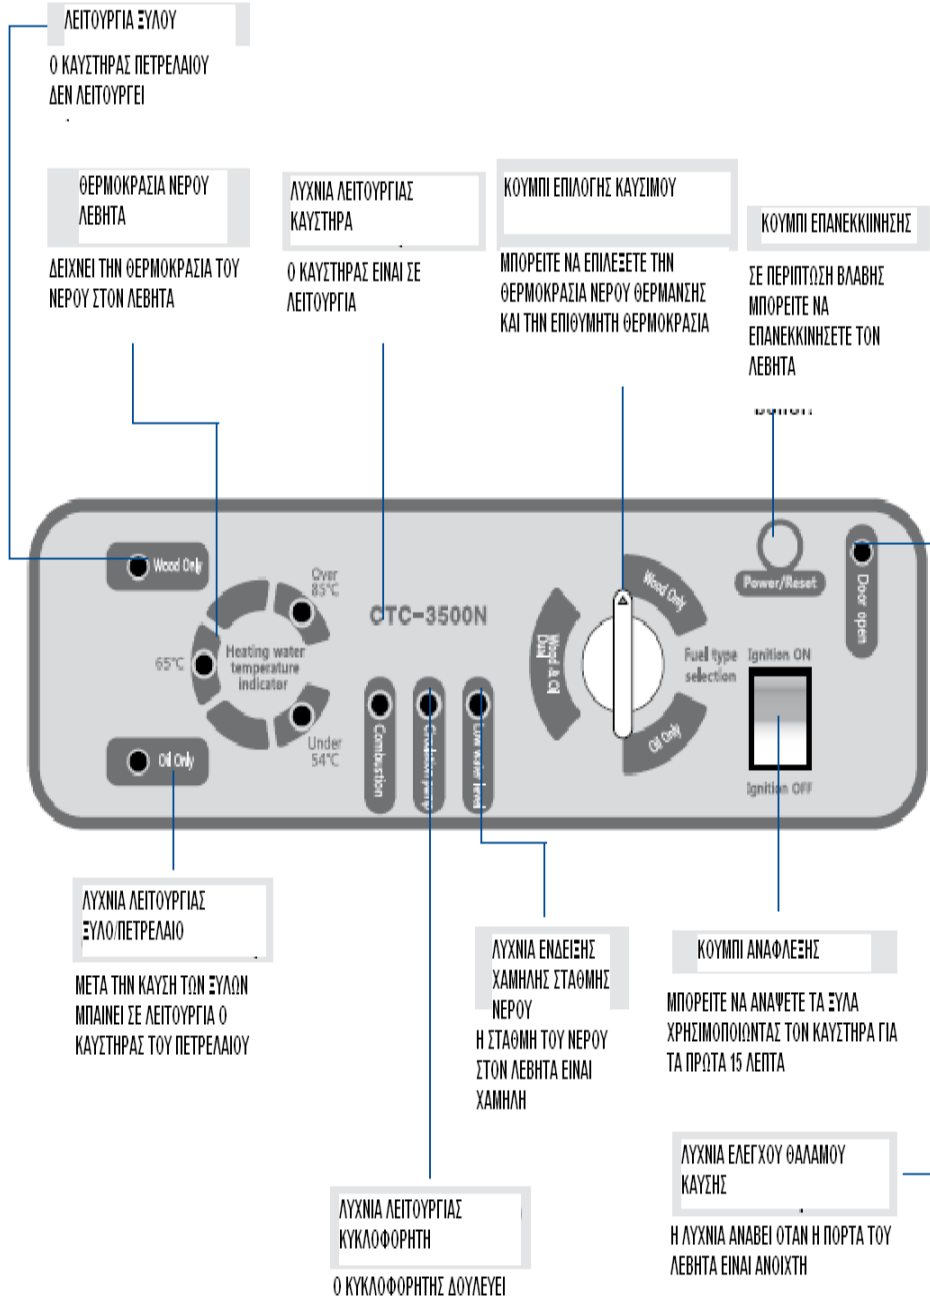 ΛΕΙΤΟΥΡΓΙΑ ΞΥΛΟΥ
Ο ΚΑΥΣΤΗΡΑΣ ΠΕΤΡΕΛΑΙΟΥ
ΔΕΝ ΛΕΙΤΟΥΡΓΕΙ
ΘΕΡΜΟΚΡΑΣΙΑ ΝΕΡΟΥ
ΛΕΒΗΤΑ
ΔΕΙΧΝΕΙ ΤΗΝ ΘΕΡΜΟΚΡΑΣΙΑ ΤΟΥ
ΝΕΡΟΥ ΣΤΟΝ ΛΕΒΗΤΑ
ΛΥΧΝΙΑ ΛΕΙΤΟΥΡΓΙΑΣ
ΚΑΥΣΤΗΡΑ
Ο ΚΑΥΣΤΗΡΑΣ ΕΙΝΑΙ ΣΕ
ΛΕΙΤΟΥΡΓΙΑ
ΚΟΥΜΠΙ ΕΠΙΛΟΓΗΣ ΚΑΥΣΙΜΟΥ
ΜΠΟΡΕΙΤΕ ΝΑ ΕΠΙΛΕΞΕΤΕ ΤΗΝ
ΘΕΡΜΟΚΡΑΣΙΑ ΝΕΡΟΥ ΘΕΡΜΑΝΣΗΣ
ΚΑΙ ΤΗΝ ΕΠΙΘΥΜΗΤΗ ΘΕΡΜΟΚΡΑΣΙΑ
ΚΟΥΜΠΙ ΕΠΑΝΕΚΚΙΙΝΗΣΗΣ
ΣΕ ΠΕΡΙΠΤΩΣΗ ΒΛΑΒΗΣ
ΜΠΟΡΕΙΤΕ ΝΑ
ΕΠΑΝΕΚΚΙΝΗΣΕΤΕ ΤΟΝ
ΛΕΒΗΤΑ
Wood Only
Over
85°C
65°C
Heating water
temperature
indicator
Under
54°C
Oil Only
CTC-3500N
Combustion
Low water level
Wood & Oil
Wood Only
Oil Only
Fuel type
selection
Power/Reset
Door open
Ignition ON
Ignition OFF
ΛΥΧΝΙΑ ΛΕΙΤΟΥΡΓΙΑΣ
ΞΥΛΟ/ΠΕΤΡΕΛΑΙΟ
ΜΕΤΑ ΤΗΝ ΚΑΥΣΗ ΤΩΝ ΞΥΛΩΝ
ΜΠΑΙΝΕΙ ΣΕ ΛΕΙΤΟΥΡΓΙΑ Ο
ΚΑΥΣΤΗΡΑΣ ΤΟΥ ΠΕΤΡΕΛΑΙΟΥ
ΛΥΧΝΙΑ ΕΝΔΕΙΞΗΣ
ΧΑΜΗΛΗΣ ΣΤΑΘΜΗΣ
ΝΕΡΟΥ
Η ΣΤΑΘΜΗ ΤΟΥ ΝΕΡΟΥ
ΣΤΟΝ ΛΕΒΗΤΑ ΕΙΝΑΙ
ΧΑΜΗΛΗ
ΚΟΥΜΠΙ ΑΝΑΦΛΕΞΗΣ
ΜΠΟΡΕΙΤΕ ΝΑ ΑΝΑΨΕΤΕ ΤΑ ΞΥΛΑ
ΧΡΗΣΙΜΟΠΟΙΩΝΤΑΣ ΤΟΝ ΚΑΥΣΤΗΡΑ ΓΙΑ
ΤΑ ΠΡΩΤΑ 15 ΛΕΠΤΑ
ΛΥΧΝΙΑ ΕΛΕΓΧΟΥ ΘΑΛΑΜΟΥ
ΚΑΥΣΗΣ
Η ΛΥΧΝΙΑ ΑΝΑΒΕΙ ΟΤΑΝ Η ΠΟΡΤΑ ΤΟΥ
ΛΕΒΗΤΑ ΕΙΝΑΙ ΑΝΟΙΧΤΗ
ΛΥΧΝΙΑ ΛΕΙΤΟΥΡΓΙΑΣ
ΚΥΚΛΟΦΟΡΗΤΗ
Ο ΚΥΚΛΟΦΟΡΗΤΗΣ ΔΟΥΛΕΥΕΙ